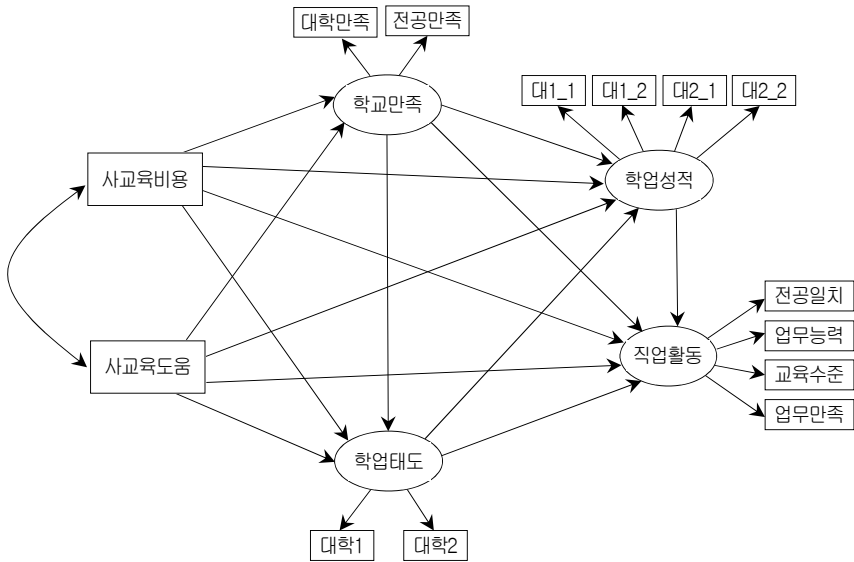 대학만족
전공만족
학교만족
대1_1
대1_2
대2_1
대2_2
사교육비용
학업성적
전공일치
업무능력
직업활동
사교육도움
교육수준
업무만족
학업태도
대학1
대학2